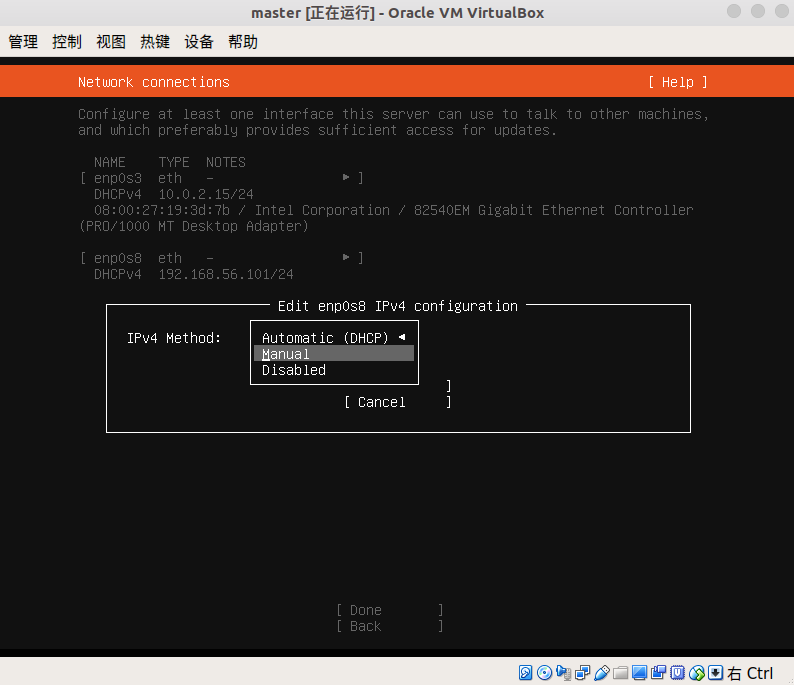 master [正在运行] - Oracle VM VirtualBox
管理 控制 视图 热键 设备 帮助
Network connections [ Help ]
Configure at least one interface this server can use to talk to other machines,
and which preferably provides sufficient access for updates.
NAME TYPE NOTES
[ enp0s3 eth - ▸ ]
DHCPv4 10.0.2.15/24
08:00:27:19:3d:7b / Intel Corporation / 82540EM Gigabit Ethernet Controller
(PRO/1000 MT Desktop Adapter)
[ enp0s8 eth - ▸ ]
DHCPv4 192.168.56.101/24
Edit enp0s8 IPv4 configuration
IPv4 Method: Automatic (DHCP) ◂
Manual
Disabled
]
[ Cancel ]
[ Done ]
[ Back ]
右 Ctrl